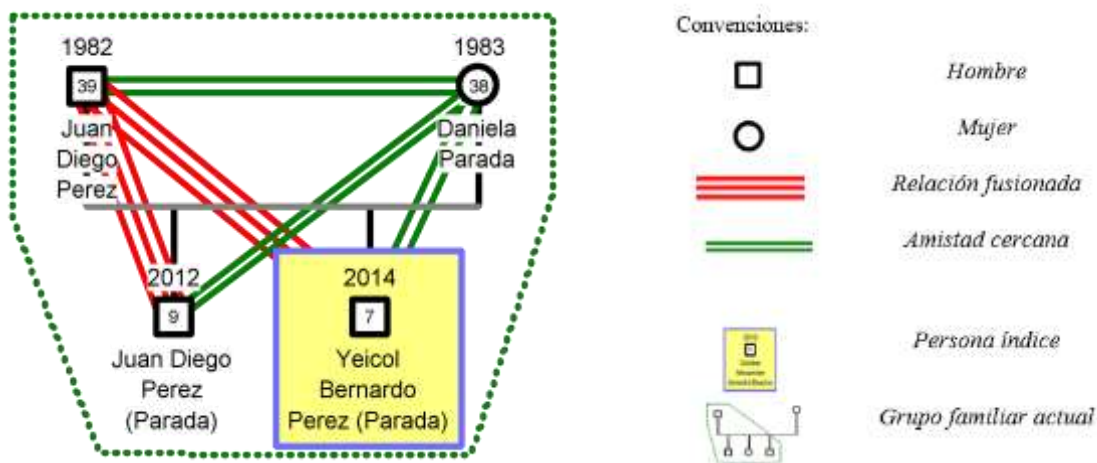 1982
1983
39
38
Juan
Diego
Perez
Daniela
Parada
2012
2014
9
7
Juan Diego
Perez
(Parada)
Yeicol
Bernardo
Perez (Parada)
Convenciones:
Hombre
Mujer
Relación fusionada
Amistad cercana
Persona índice
Grupo familiar actual